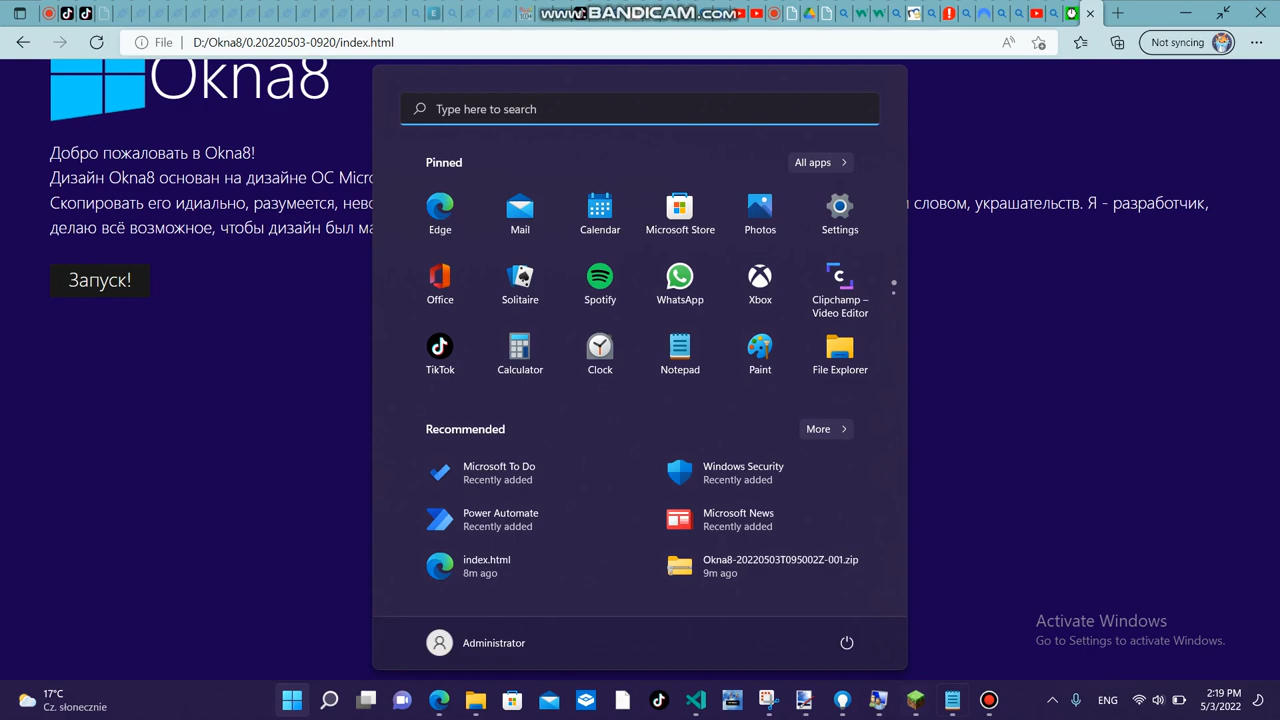 WWW.BANDICAM.COM
File
D:/Okna8/0.20220503-0920/index.html
Not syncing
Okna8
Добро пожаловать в Okna8!
Дизайн Okna8 основан на дизайне ОС
Скопировать его идиально, разумеется, словом, украшательств. Я - разработчик,
делаю всё возможное, чтобы дизайн был
Запуск!
Type here to search
Pinned
All apps
Edge
Mail
Calendar
Microsoft Store
Photos
Settings
Office
Solitaire
Spotify
WhatsApp
Xbox
Clipchamp –
Video Editor
TikTok
Calculator
Clock
Notepad
Paint
File Explorer
Recommended
More
Microsoft To Do
Recently added
Windows Security
Recently added
Power Automate
Recently added
Microsoft News
Recently added
index.html
8m ago
Okna8-20220503T095002Z-001.zip
9m ago
Administrator
Activate Windows
Go to Settings to activate Windows.
17°C
Cz. słonecznie
ENG
2:19 PM
5/3/2022